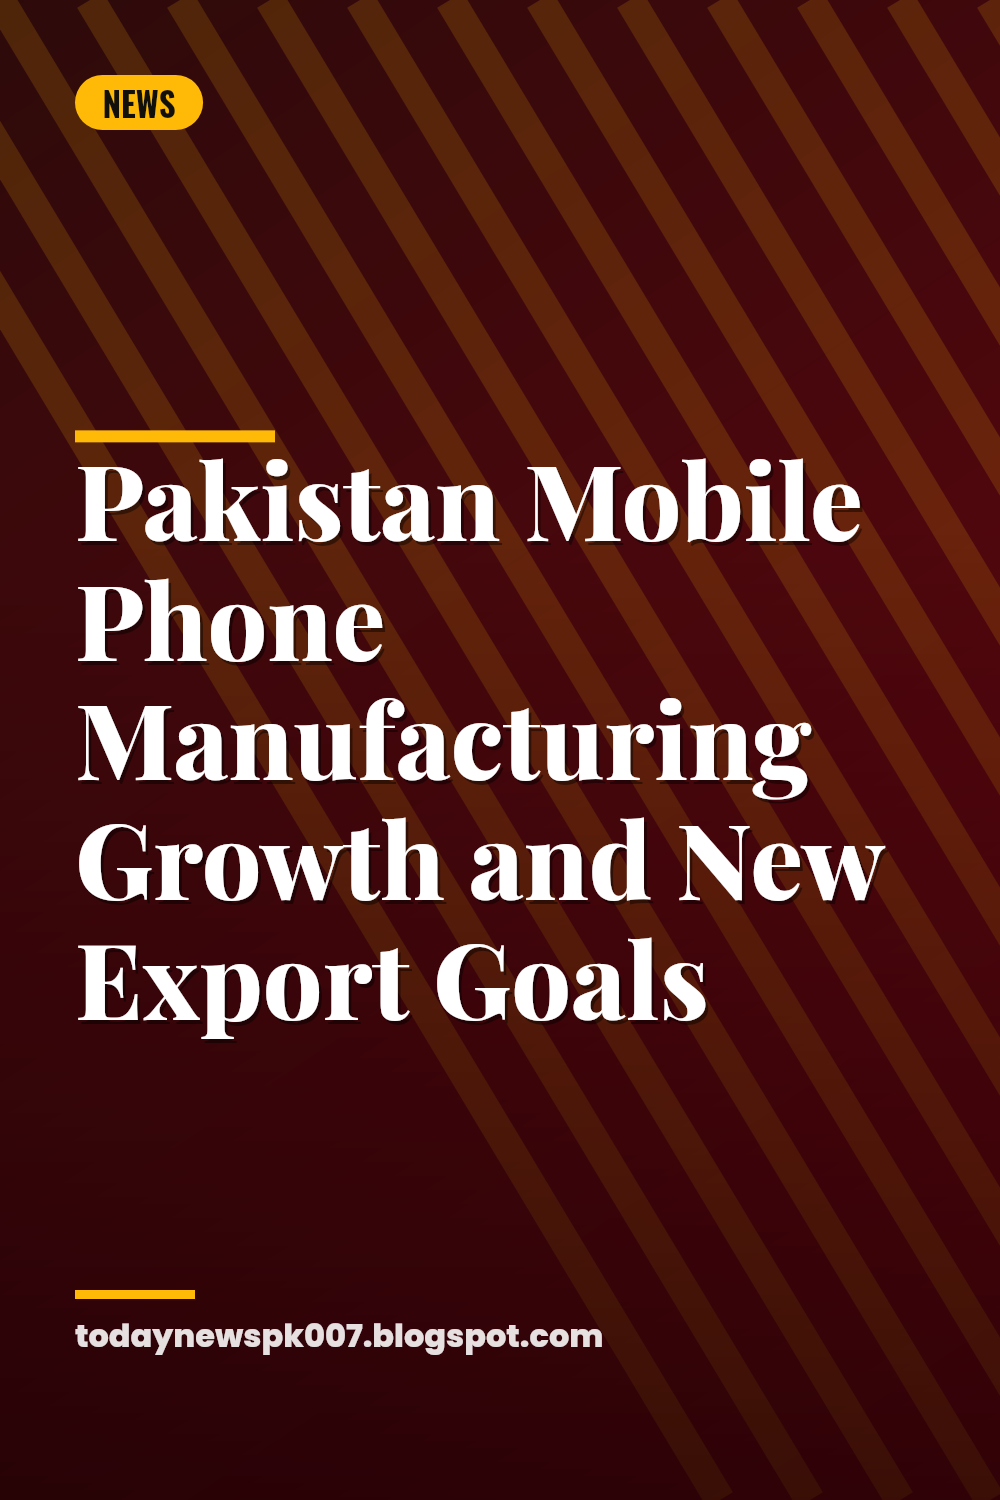 NEWS
Pakistan Mobile
Phone
Manufacturing
Growth and New
Export Goals
todaynewspk007.blogspot.com